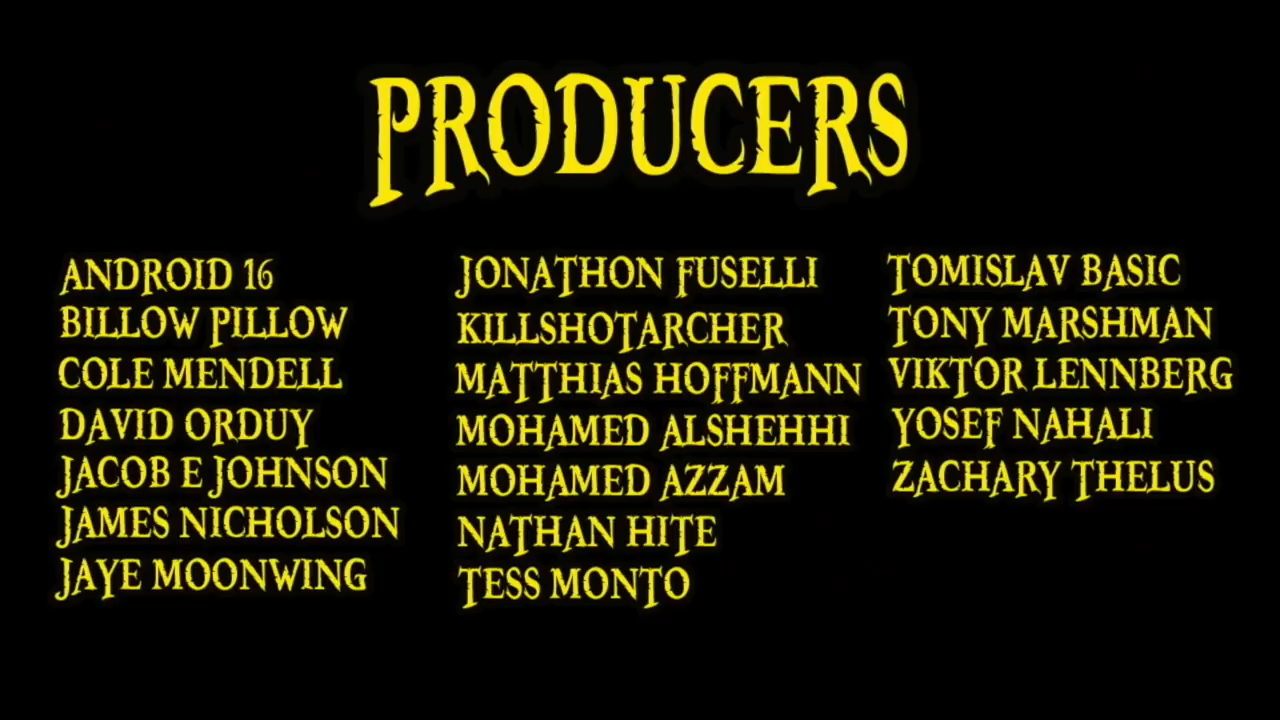 PRODUCERS
ANDROID 16
BILLOW PILLOW
COLE MENDELL
DAVID ORDUY
JACOB E JOHNSON
JAMES NICHOLSON
JAYE MOONWING
JONATHON FUSELLI
KILLSHOTARCHER
MATTHIAS HOFFMANN
MOHAMED ALSHEHHI
MOHAMED AZZAM
NATHAN HITE
TESS MONTO
TOMISLAV BASIC
TONY MARSHMAN
VIKTOR LENNBERG
YOSEF NAHALI
ZACHARY THELUS